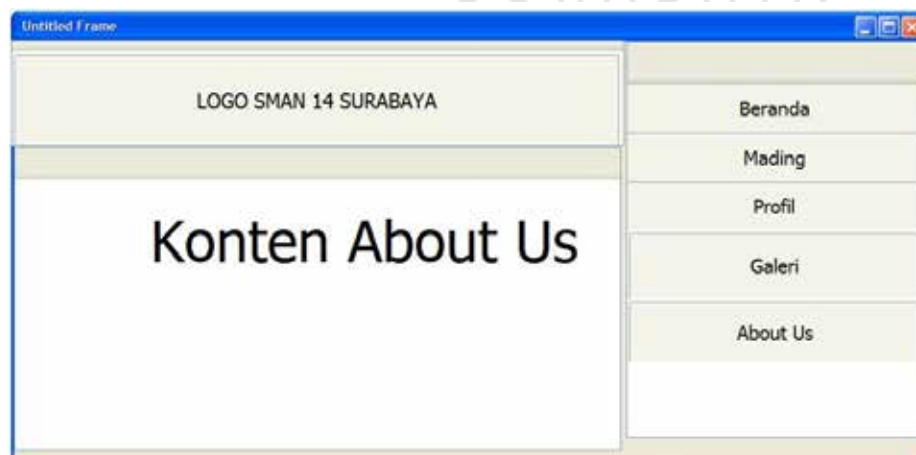 Untitled Frame
LOGO SMAN 14 SURABAYA
Konten About Us
Beranda
Mading
Profil
Galeri
About Us